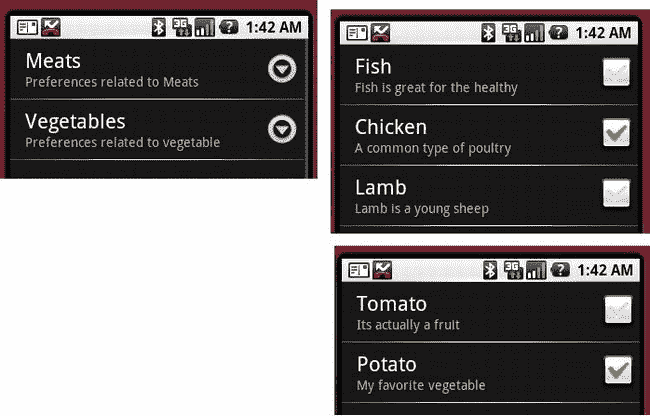 1:42 AM
Meats
Preferences related to Meats
Vegetables
Preferences related to vegetable
3G
1:42 AM
Fish
Fish is great for the healthy
Chicken
A common type of poultry
Lamb
Lamb is a young sheep
3G
1:42 AM
Tomato
Its actually a fruit
Potato
My favorite vegetable